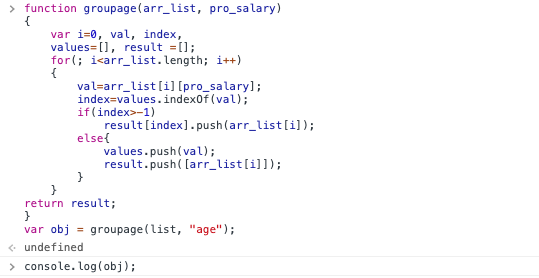 > function groupage(arr_list, pro_salary)
{
    var i=0, val, index,
    values=[], result =[];
    for(; i<arr_list.length; i++)
    {
        val=arr_list[i][pro_salary];
        index=values.indexOf(val);
        if(index>-1)
            result[index].push(arr_list[i]);
        else{
            values.push(val);
            result.push([arr_list[i]]);
        }
    }
return result;
}
var obj = groupage(list, "age");
undefined
> console.log(obj);